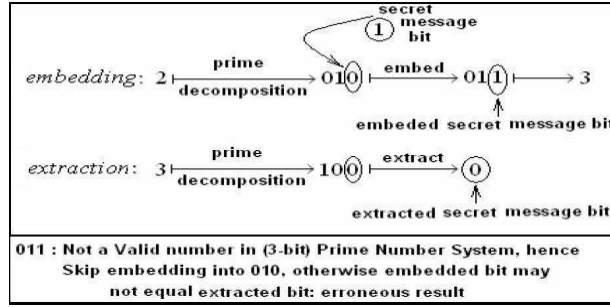 secret
message
bit
1
embedding: 2 prime decomposition 010 embed 011 3
embeded secret message bit
extraction: 3 prime decomposition 100 extract 0
extracted secret message bit
011 : Not a Valid number in (3-bit) Prime Number System, hence
Skip embedding into 010, otherwise embedded bit may
not equal extracted bit: erroneous result